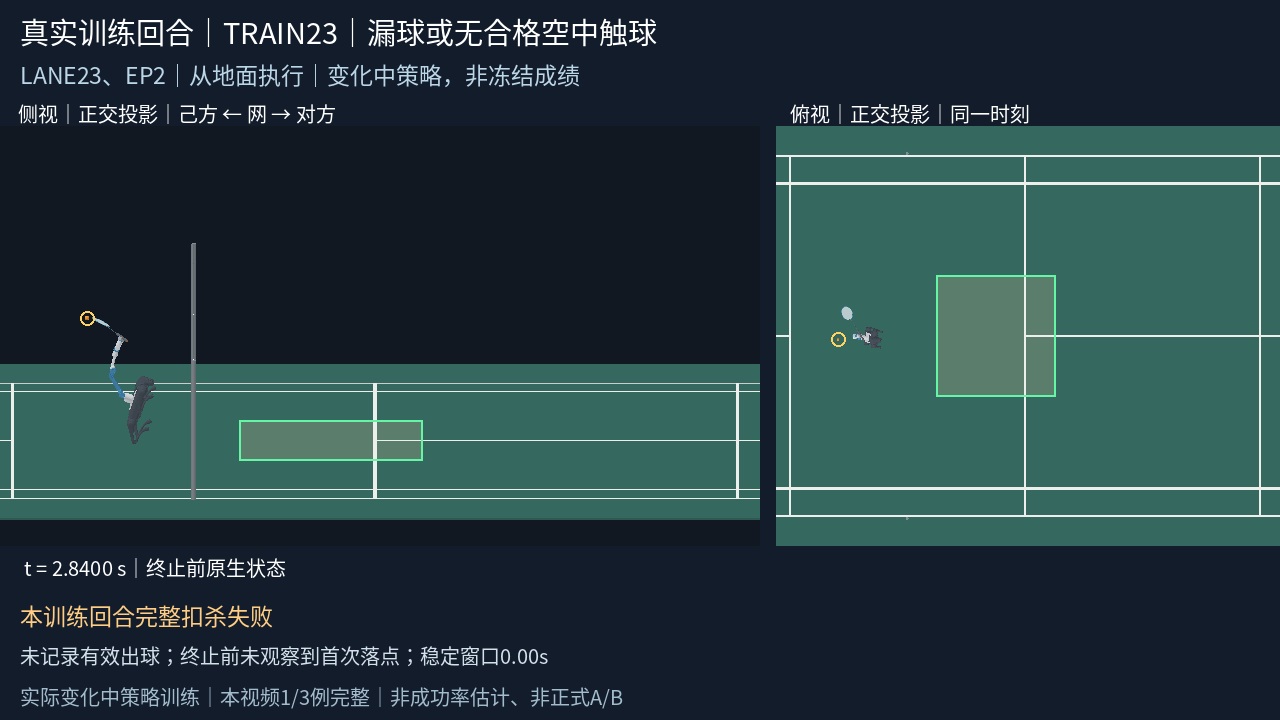 真实训练回合｜TRAIN23｜漏球或无合格空中触球
LANE23、EP2｜从地面执行｜变化中策略，非冻结成绩
侧视｜正交投影｜己方 ← 网 → 对方
俯视｜正交投影｜同一时刻
t = 2.8400 s｜终止前原生状态
本训练回合完整扣杀失败
未记录有效出球；终止前未观察到首次落点；稳定窗口0.00s
实际变化中策略训练｜本视频1/3例完整｜非成功率估计、非正式A/B